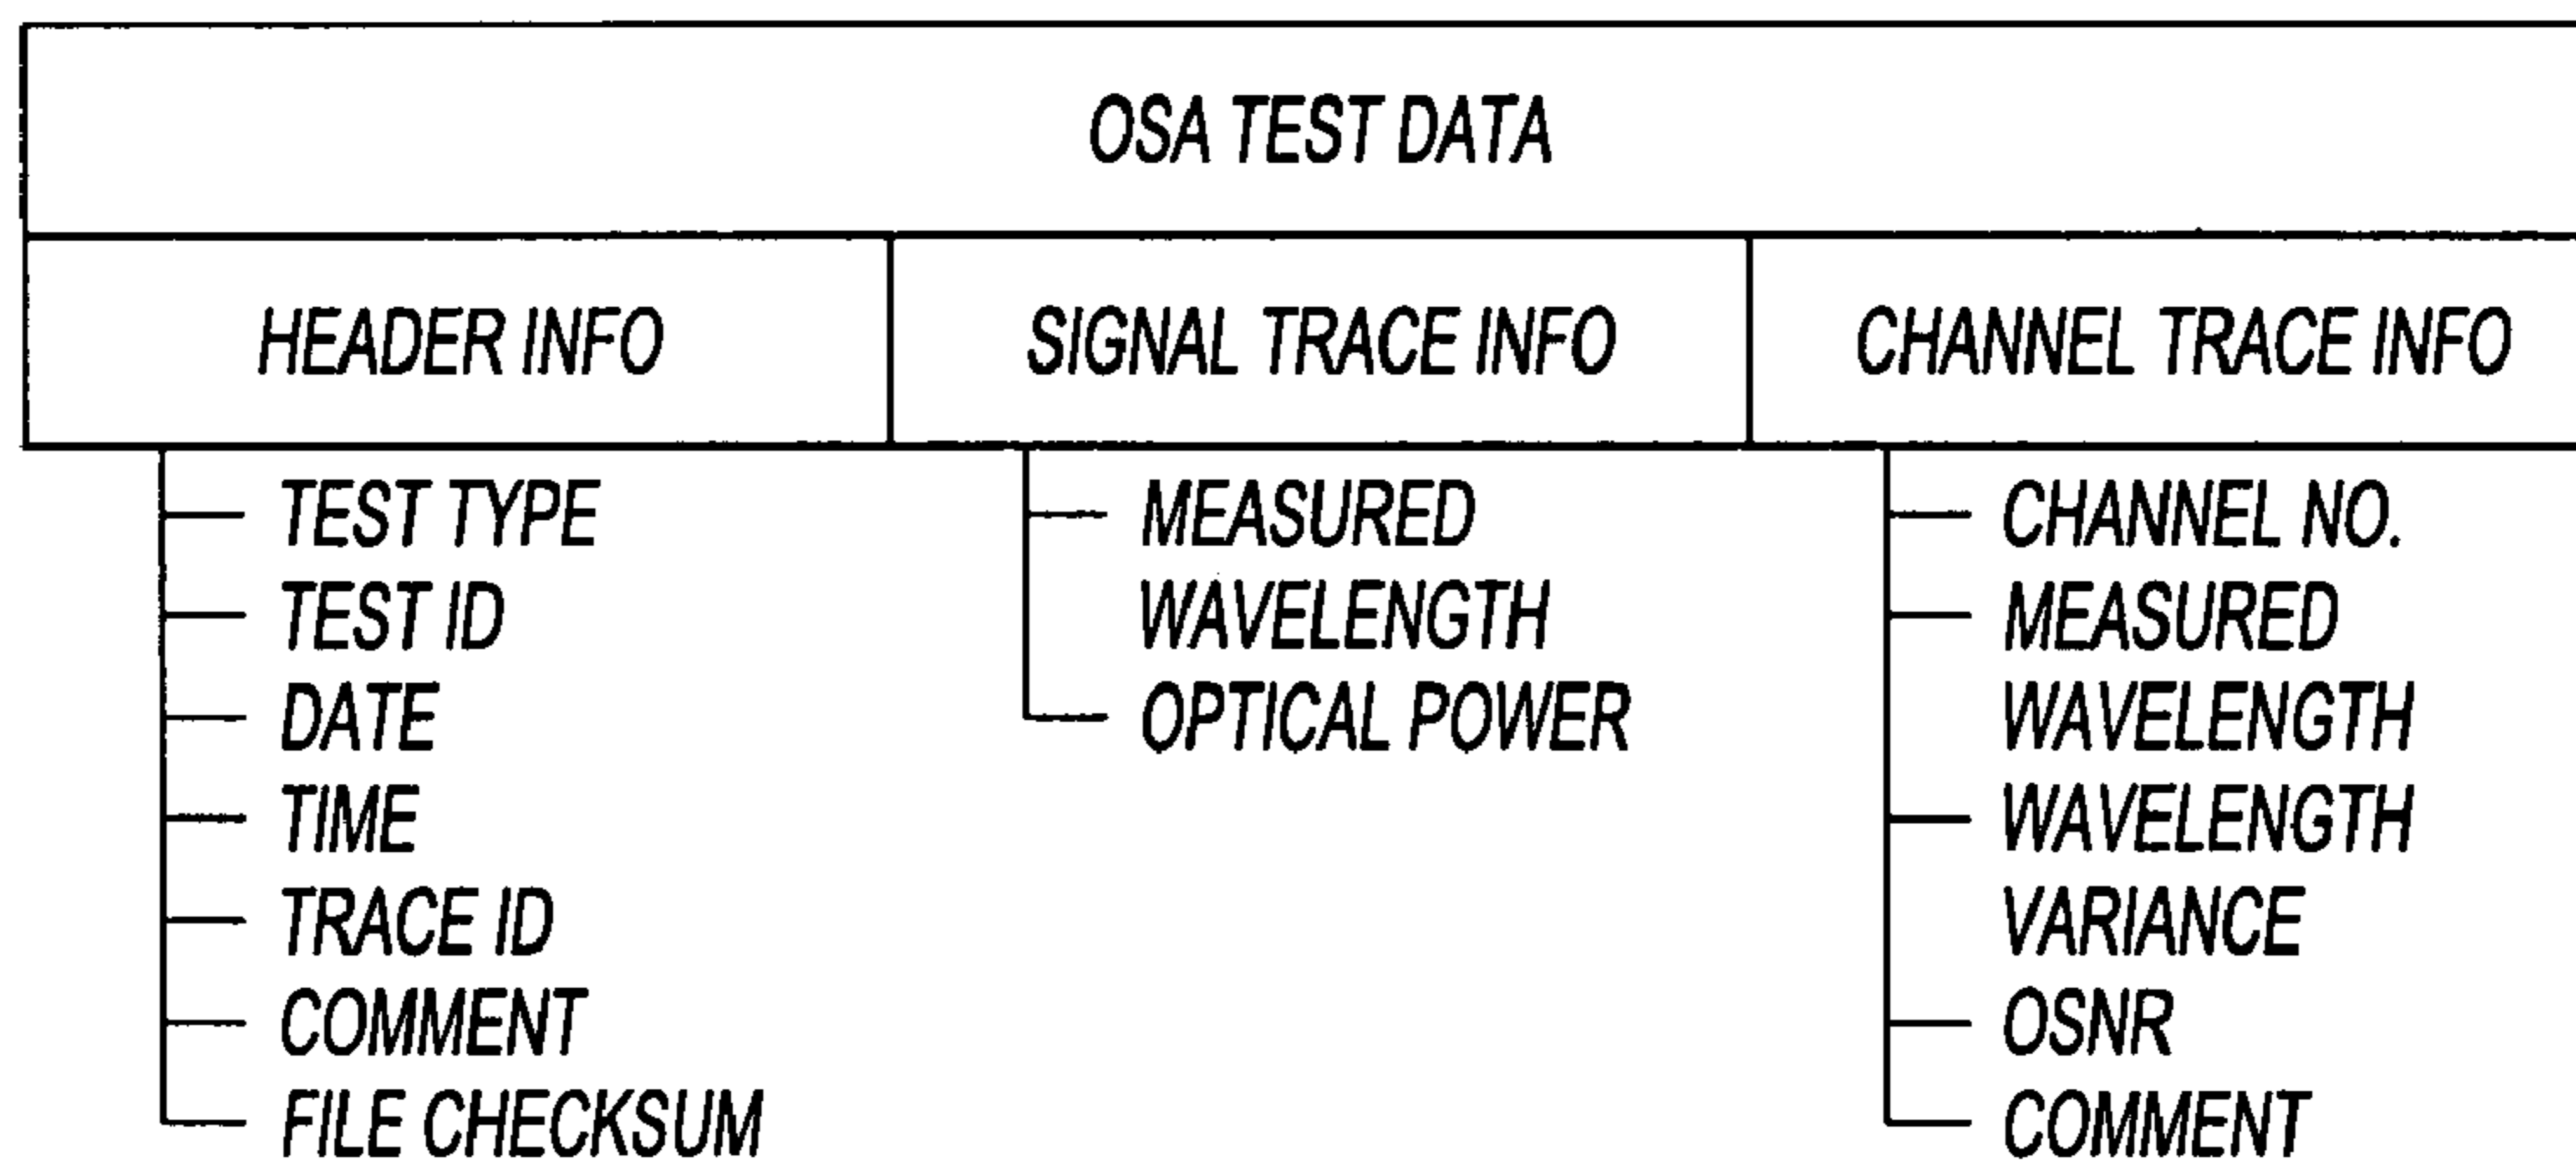 OSA TEST DATA
HEADER INFO
SIGNAL TRACE INFO
CHANNEL TRACE INFO
TEST TYPE
TEST ID
DATE
TIME
TRACE ID
COMMENT
FILE CHECKSUM
MEASURED
WAVELENGTH
OPTICAL POWER
CHANNEL NO.
MEASURED
WAVELENGTH
WAVELENGTH
VARIANCE
OSNR
COMMENT